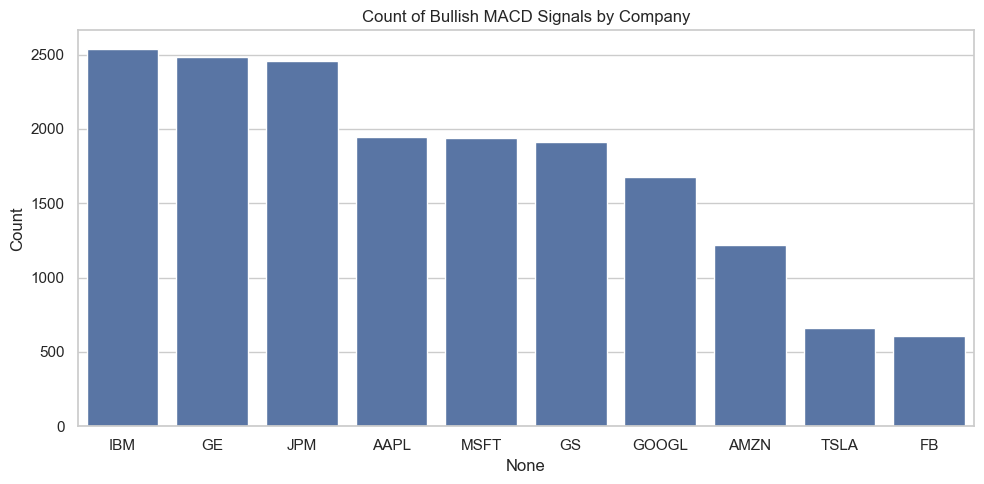 Count of Bullish MACD Signals by Company
Count
2500
2000
1500
1000
500
0
IBM GE JPM AAPL MSFT GS GOOGL AMZN TSLA FB
None